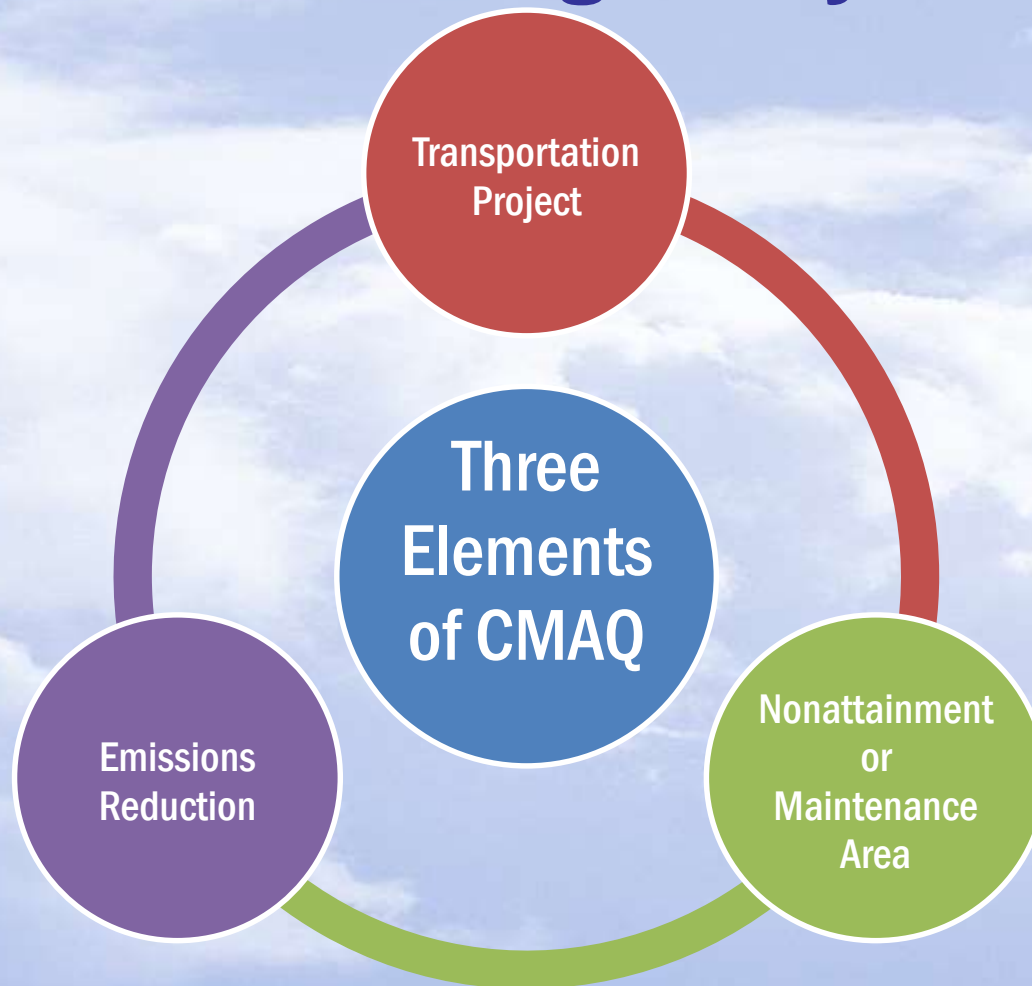 Transportation
Project
Three
Elements
of CMAQ
Emissions
Reduction
Nonattainment
or
Maintenance
Area